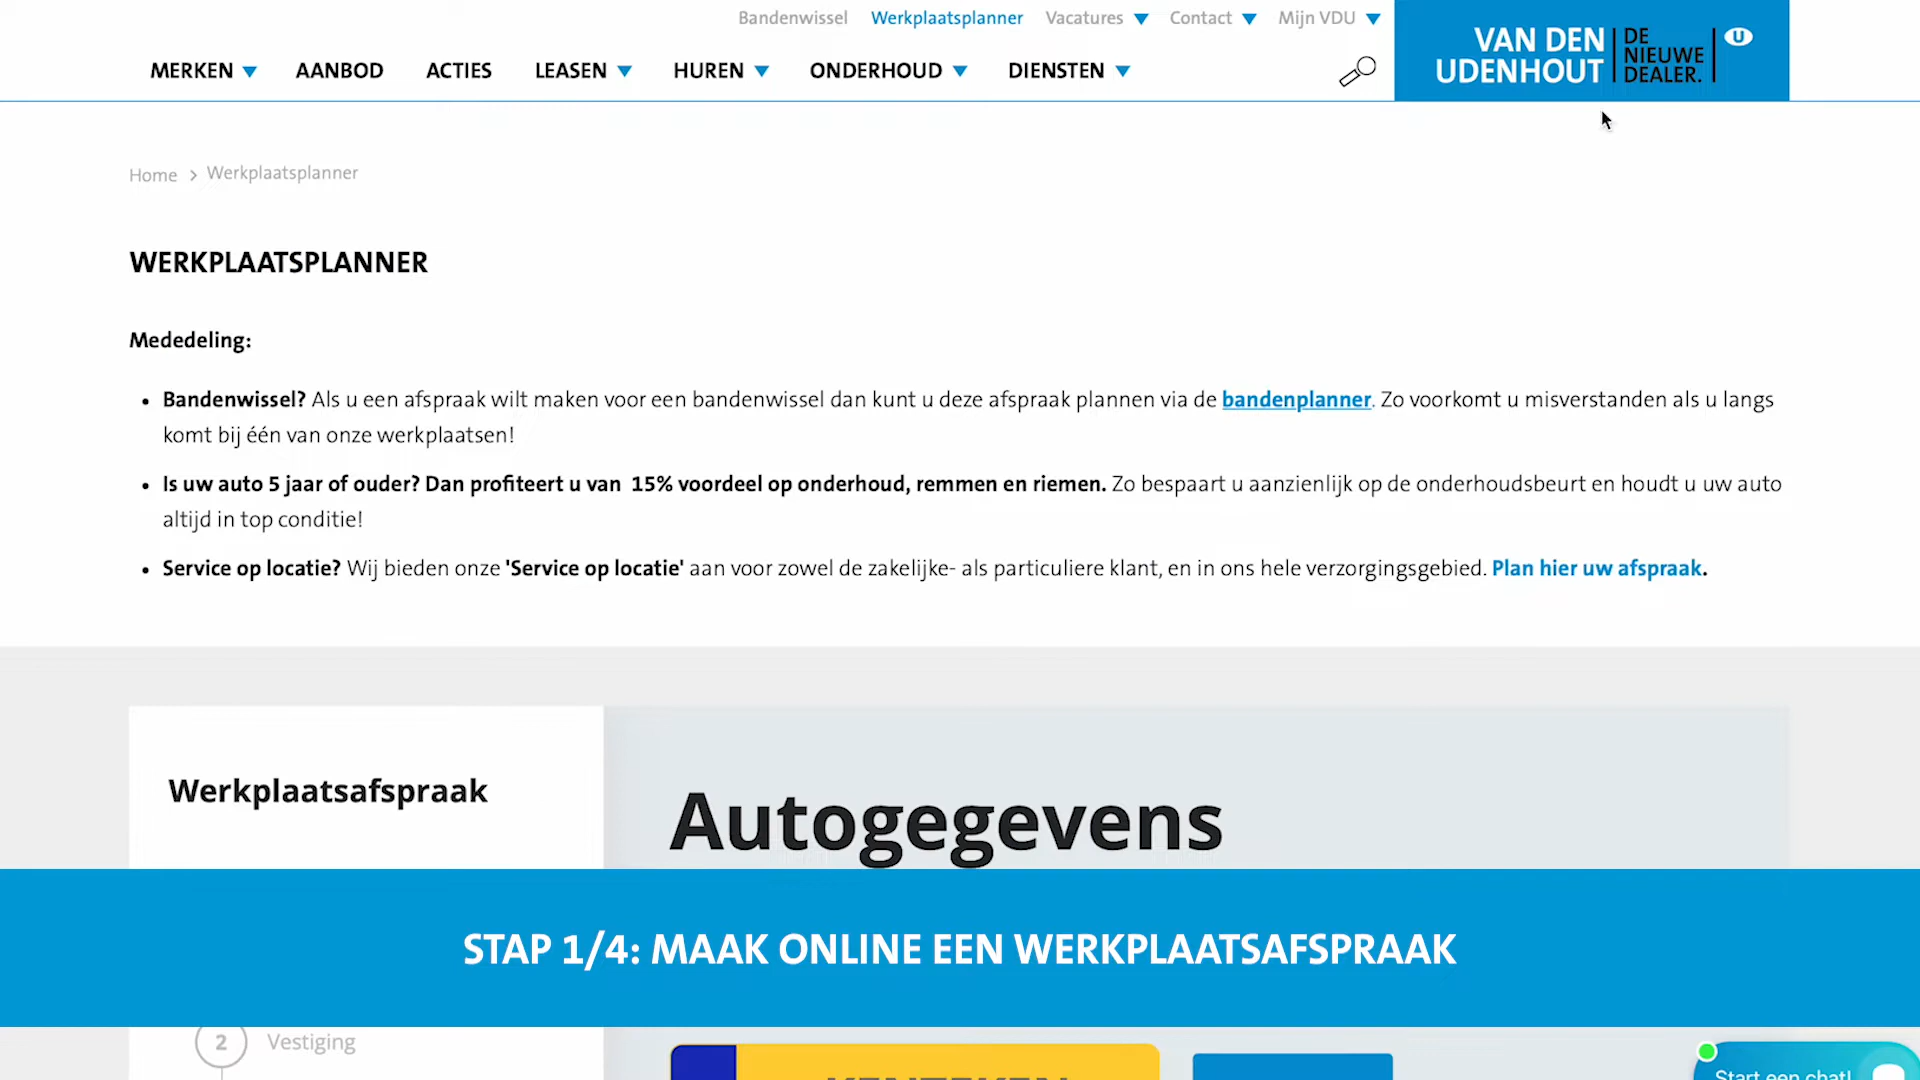 Bandenwissel Werkplaatsplanner Vacatures Contact Mijn VDU
MERKEN AANBOD ACTIES LEASEN HUREN ONDERHOUD DIENSTEN
VAN DEN
UDENHOUT
DE
NIEUWE
DEALER.
U
Home > Werkplaatsplanner
WERKPLAATSPLANNER
Mededeling:
• Bandenwissel? Als u een afspraak wilt maken voor een bandenwissel dan kunt u deze afspraak plannen via de bandenplanner. Zo voorkomt u misverstanden als u langs
komt bij één van onze werkplaatsen!
• Is uw auto 5 jaar of ouder? Dan profiteert u van 15% voordeel op onderhoud, remmen en riemen. Zo bespaart u aanzienlijk op de onderhoudsbeurt en houdt u uw auto
altijd in top conditie!
• Service op locatie? Wij bieden onze 'Service op locatie' aan voor zowel de zakelijke- als particuliere klant, en in ons hele verzorgingsgebied. Plan hier uw afspraak.
Werkplaatsafspraak
Autogegevens
STAP 1/4: MAAK ONLINE EEN WERKPLAATSAFSPRAAK
2 Vestiging
KENTEKEN
Start een chat!